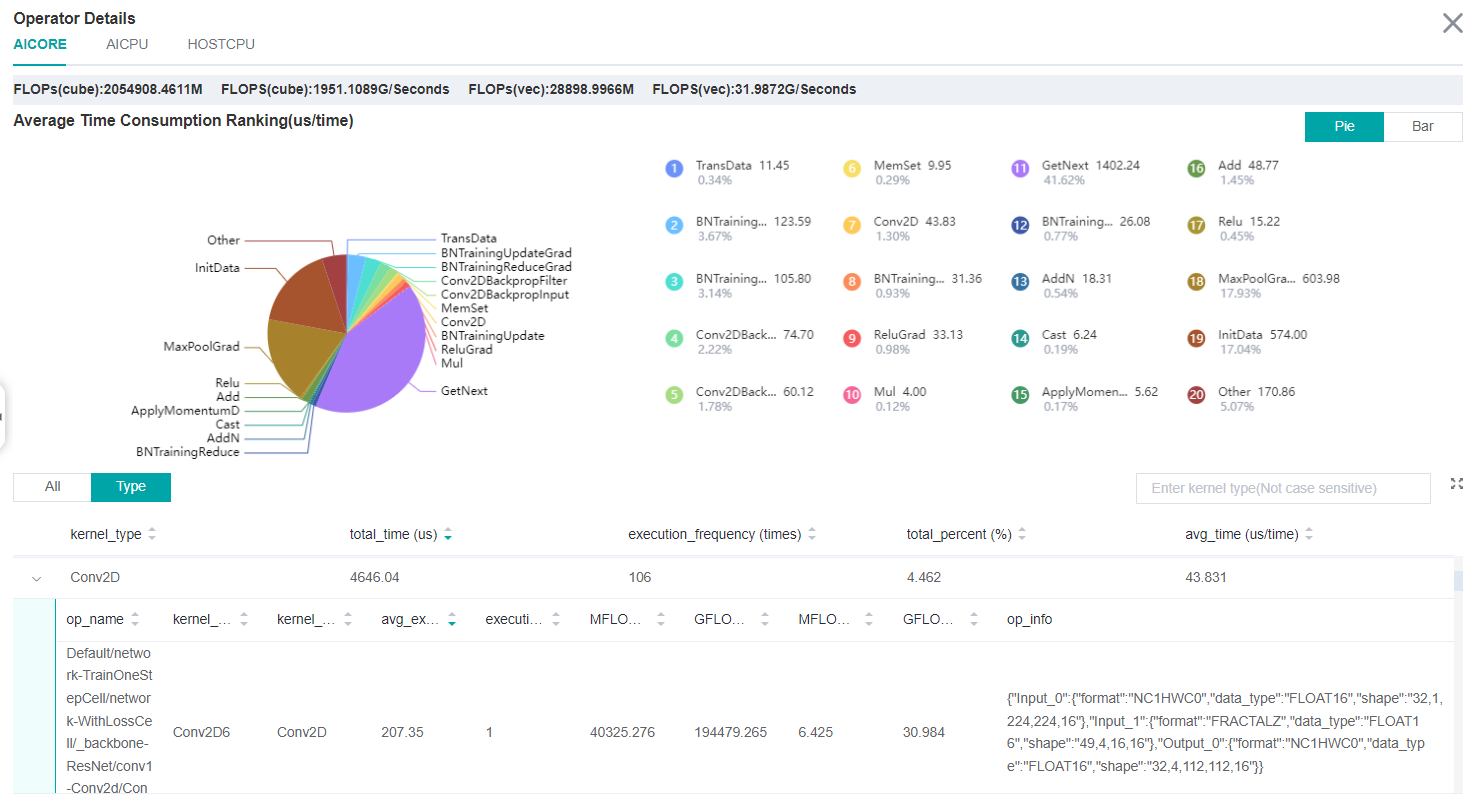 Operator Details
AICORE AICPU HOSTCPU
FLOPs(cube):2054908.4611M FLOPS(cube):1951.1089G/Seconds FLOPs(vec):28898.9966M FLOPS(vec):31.9872G/Seconds
Average Time Consumption Ranking(us/time)
Pie Bar
Other
InitData
MaxPoolGrad
Relu
Add
ApplyMomentumD
Cast
AddN
BNTrainingReduce
TransData
BNTrainingUpdateGrad
BNTrainingReduceGrad
Conv2DBackpropFilter
Conv2DBackpropInput
MemSet
Conv2D
BNTrainingUpdate
ReluGrad
Mul
GetNext
1 TransData 11.45
0.34%
2 BNTraining... 123.59
3.67%
3 BNTraining... 105.80
3.14%
4 Conv2DBack... 74.70
2.22%
5 Conv2DBack... 60.12
1.78%
6 MemSet 9.95
0.29%
7 Conv2D 43.83
1.30%
8 BNTraining... 31.36
0.93%
9 ReluGrad 33.13
0.98%
10 Mul 4.00
0.12%
11 GetNext 1402.24
41.62%
12 BNTraining... 26.08
0.77%
13 AddN 18.31
0.54%
14 Cast 6.24
0.19%
15 ApplyMomen... 5.62
0.17%
16 Add 48.77
1.45%
17 Relu 15.22
0.45%
18 MaxPoolGra... 603.98
17.93%
19 InitData 574.00
17.04%
20 Other 170.86
5.07%
All Type
Enter kernel type(Not case sensitive)
kernel_type total_time (us) execution_frequency (times) total_percent (%) avg_time (us/time)
Conv2D 4646.04 106 4.462 43.831
op_name kernel_... kernel_... avg_ex... executi... MFLO... GFLO... MFLO... GFLO... op_info
Default/netwo
rk-TrainOneSt
epCell/networ
k-WithLossCe
ll/_backbone-
ResNet/conv1
-Conv2d/Con
Conv2D6 Conv2D 207.35 1 40325.276 194479.265 6.425 30.984
{"Input_0":{"format":"NC1HWC0","data_type":"FLOAT16","shape":"32,1,
224,224,16"},"Input_1":{"format":"FRACTALZ","data_type":"FLOAT1
6","shape":"49,4,16,16"},"Output_0":{"format":"NC1HWC0","data_typ
e":"FLOAT16","shape":"32,4,112,112,16"}}